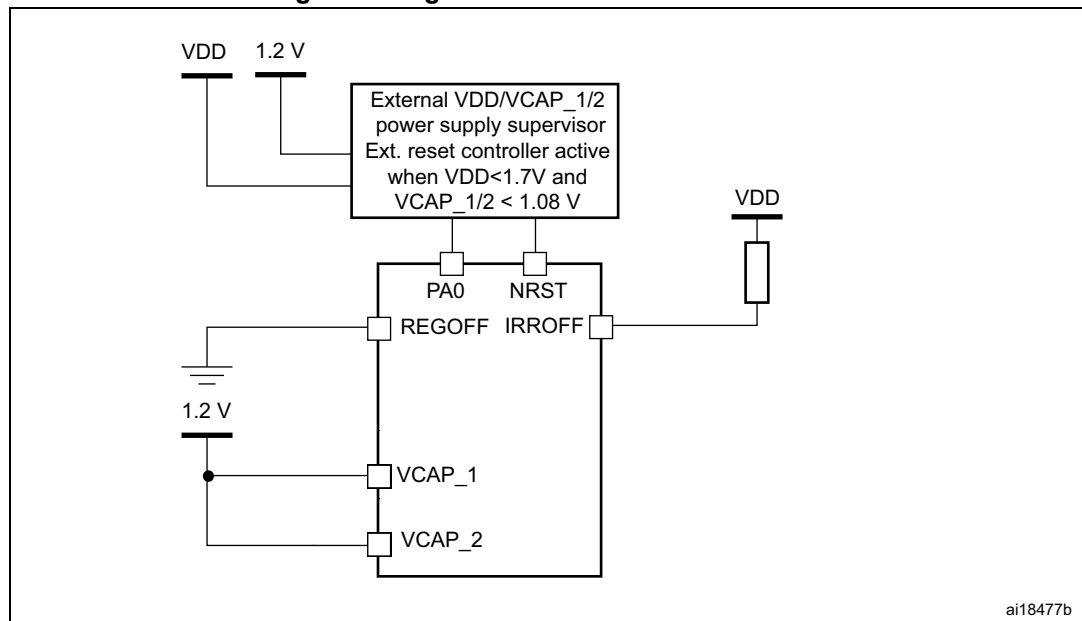 VDD 1.2 V
External VDD/VCAP_1/2
power supply supervisor
Ext. reset controller active
when VDD<1.7V and
VCAP_1/2 < 1.08 V
VDD
PA0 NRST
REGOFF IRROFF
1.2 V
VCAP_1
VCAP_2
ai18477b